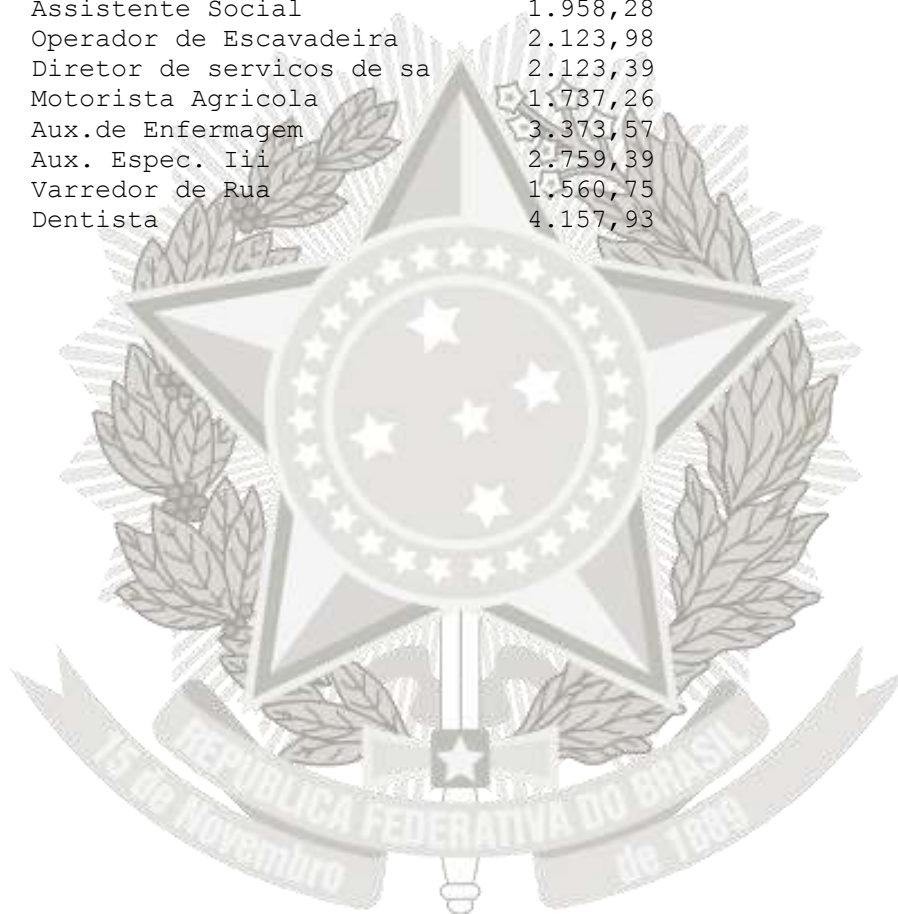 Assistente Social 1.958,28
Operador de Escavadeira 2.123,98
Diretor de servicos de sa 2.123,39
Motorista Agricola 1.737,26
Aux.de Enfermagem 3.373,57
Aux. Espec. Iii 2.759,39
Varredor de Rua 1.560,75
Dentista 4.157,93
REPUBLICA FEDERATIVA DO BRASIL
15 de Novembro de 1889